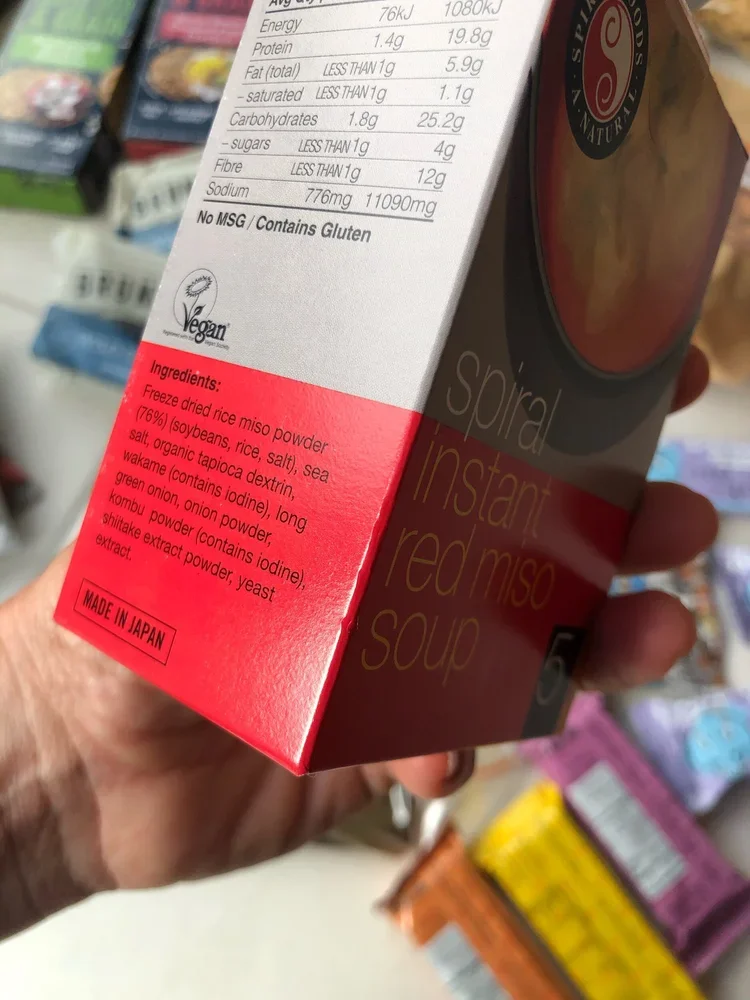 Energy 76kJ 1080kJ
Protein 1.4g 19.8g
Fat (total) LESS THAN 1g 5.9g
– saturated LESS THAN 1g 1.1g
Carbohydrates 1.8g 25.2g
– sugars LESS THAN 1g 4g
Fibre LESS THAN 1g 12g
Sodium 776mg 11090mg
No MSG / Contains Gluten
Vegan
Ingredients:
Freeze dried rice miso powder
(76%) (soybeans, rice, salt), sea
salt, organic tapioca dextrin,
wakame (contains iodine), long
green onion, onion powder,
kombu powder (contains iodine),
shiitake extract powder, yeast
extract.
MADE IN JAPAN
NATURAL
spiral
instant
red miso
soup